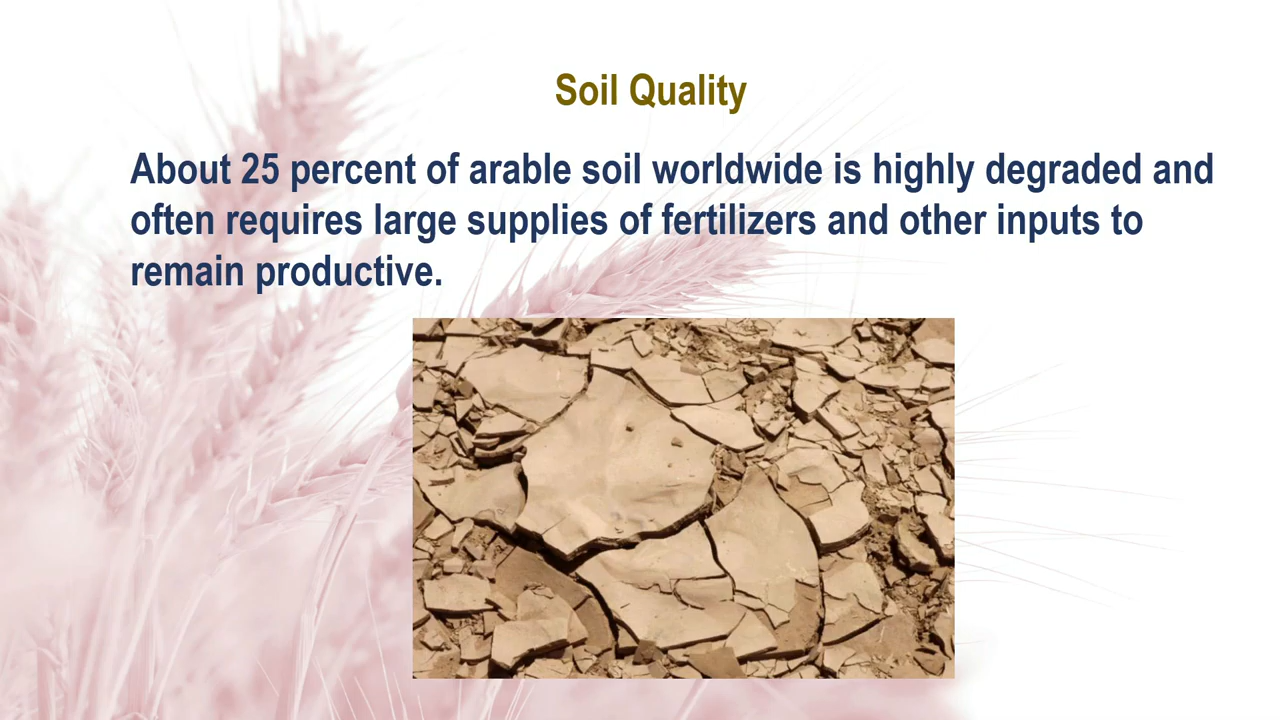 Soil Quality
About 25 percent of arable soil worldwide is highly degraded and
often requires large supplies of fertilizers and other inputs to
remain productive.